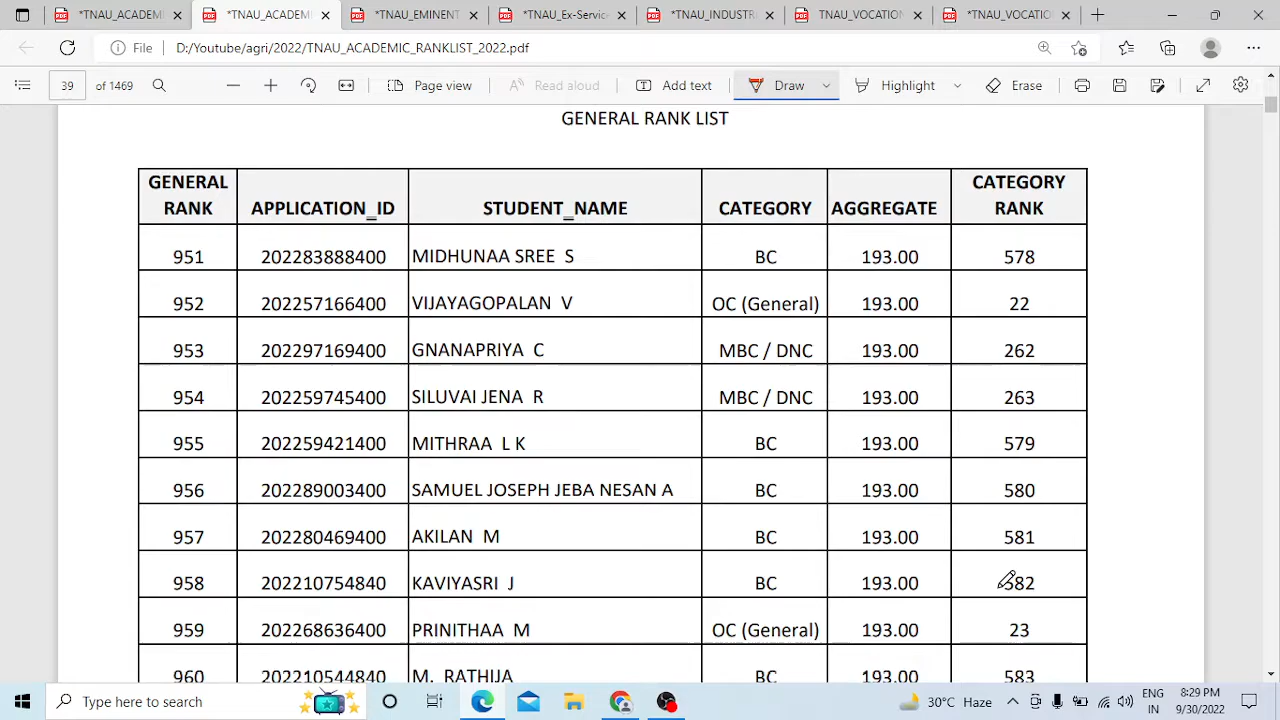 *TNAU_ACADEMI
*TNAU_ACADEMI
*TNAU_EMINENT
*TNAU_Ex-Servic
*TNAU_INDUSTR
TNAU_VOCATION
*TNAU_VOCATIO
File D:/Youtube/agri/2022/TNAU_ACADEMIC_RANKLIST_2022.pdf
39 of 1469 Page view Read aloud Add text Draw Highlight Erase
GENERAL RANK LIST
GENERAL RANK APPLICATION_ID STUDENT_NAME CATEGORY AGGREGATE CATEGORY RANK
951 202283888400 MIDHUNAA SREE S BC 193.00 578
952 202257166400 VIJAYAGOPALAN V OC (General) 193.00 22
953 202297169400 GNANAPRIYA C MBC / DNC 193.00 262
954 202259745400 SILUVAI JENA R MBC / DNC 193.00 263
955 202259421400 MITHRAA L K BC 193.00 579
956 202289003400 SAMUEL JOSEPH JEBA NESAN A BC 193.00 580
957 202280469400 AKILAN M BC 193.00 581
958 202210754840 KAVIYASRI J BC 193.00 582
959 202268636400 PRINITHAA M OC (General) 193.00 23
960 202210544840 M. RATHIJA BC 193.00 583
Type here to search
30°C Haze
ENG
IN
8:29 PM
9/30/2022